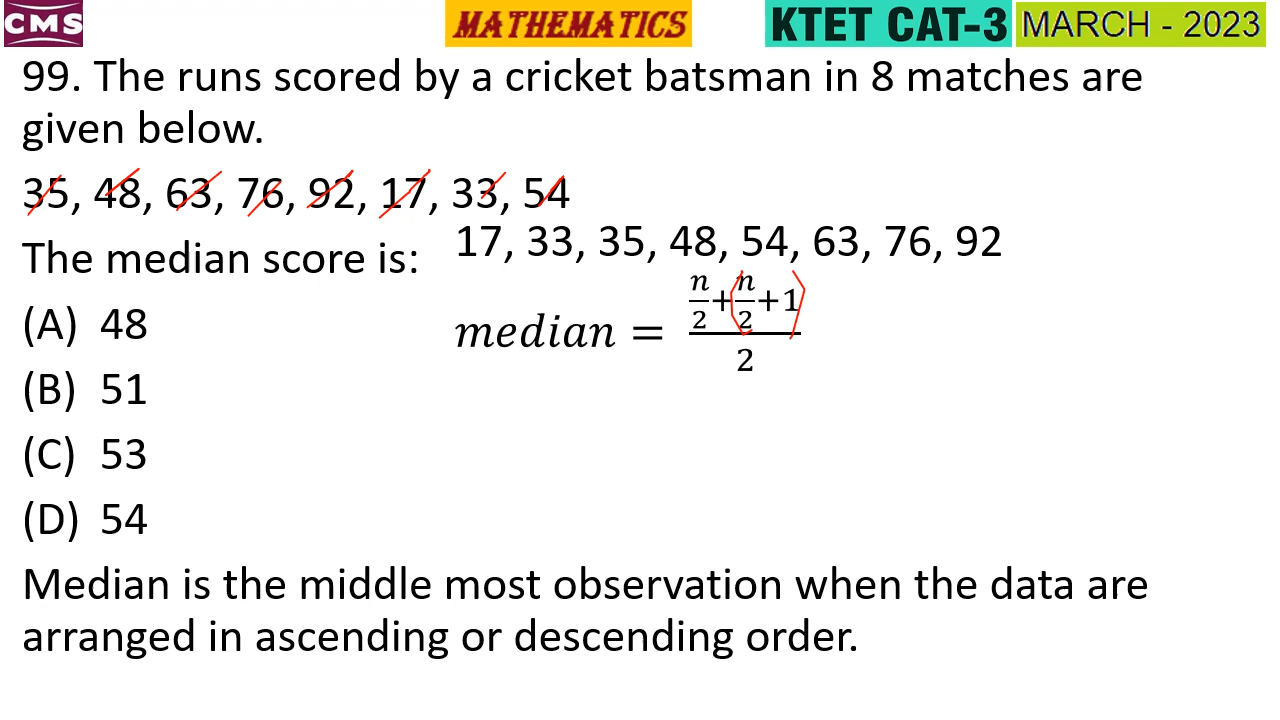 CMS MATHEMATICS KTET CAT-3 MARCH - 2023
99. The runs scored by a cricket batsman in 8 matches are
given below.
35, 48, 63, 76, 92, 17, 33, 54
17, 33, 35, 48, 54, 63, 76, 92
The median score is:
median = (n/2+(n/2+1))/2
(A) 48
(B) 51
(C) 53
(D) 54
Median is the middle most observation when the data are
arranged in ascending or descending order.